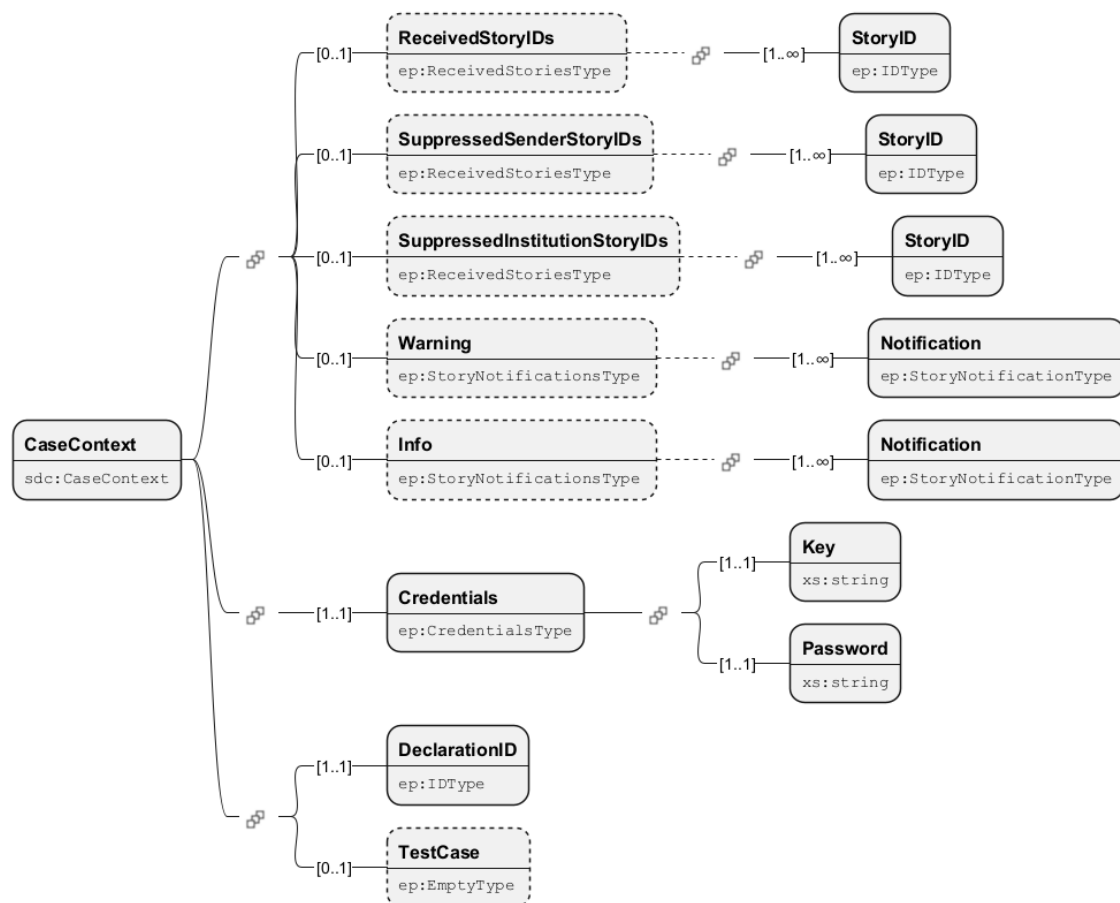 [0..1]
ReceivedStoryIDs
ep:ReceivedStoriesType
[1..∞]
StoryID
ep:IDType
[0..1]
SuppressedSenderStoryIDs
ep:ReceivedStoriesType
[1..∞]
StoryID
ep:IDType
[0..1]
SuppressedInstitutionStoryIDs
ep:ReceivedStoriesType
[1..∞]
StoryID
ep:IDType
[0..1]
Warning
ep:StoryNotificationsType
[1..∞]
Notification
ep:StoryNotificationType
[0..1]
Info
ep:StoryNotificationsType
[1..∞]
Notification
ep:StoryNotificationType
CaseContext
sdc:CaseContext
[1..1]
Credentials
ep:CredentialsType
[1..1]
Key
xs:string
[1..1]
Password
xs:string
[1..1]
DeclarationID
ep:IDType
[0..1]
TestCase
ep:EmptyType